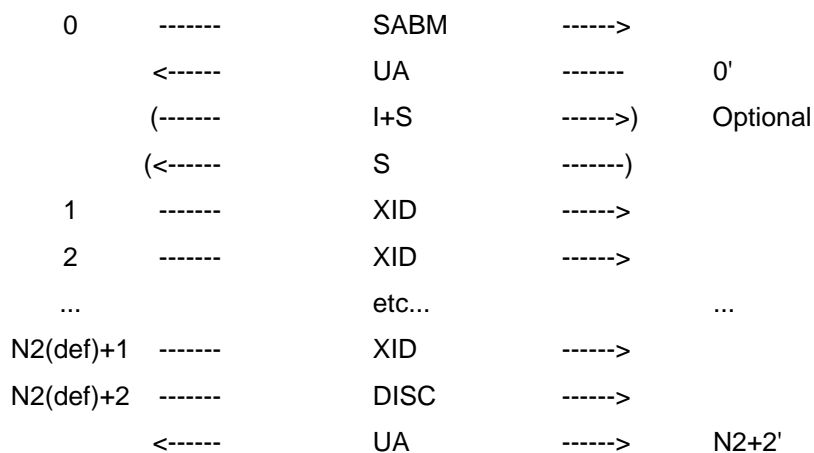 0 ------- SABM ------>
<------ UA ------- 0'
(------- I+S ------>) Optional
(<------ S -------)
1 ------- XID ------>
2 ------- XID ------>
... etc... ...
N2(def)+1 ------- XID ------>
N2(def)+2 ------- DISC ------>
<------ UA ------> N2+2'